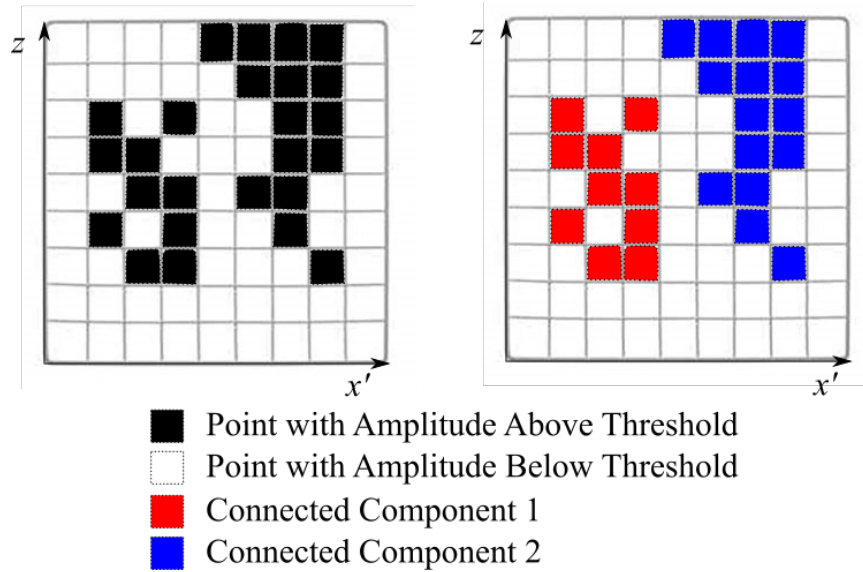 z
z
x'
x'
Point with Amplitude Above Threshold
Point with Amplitude Below Threshold
Connected Component 1
Connected Component 2